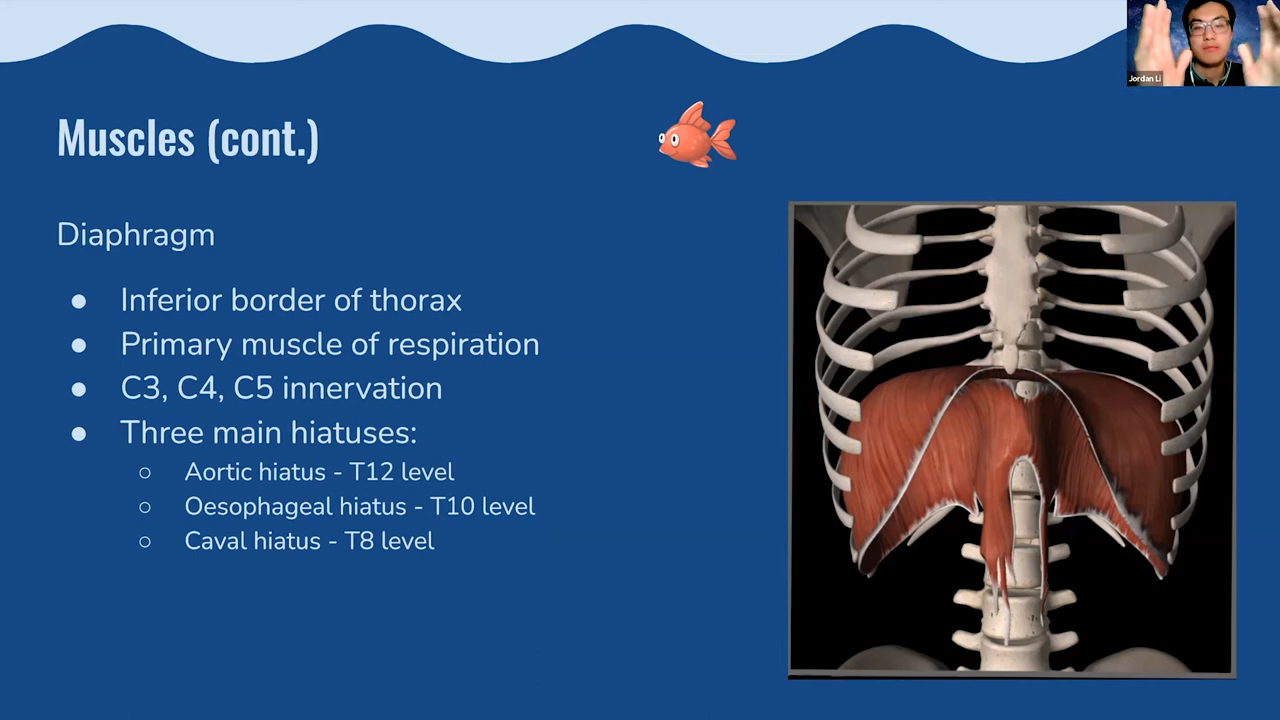 Jordan Li
Muscles (cont.)
Diaphragm
● Inferior border of thorax
● Primary muscle of respiration
● C3, C4, C5 innervation
● Three main hiatuses:
○ Aortic hiatus - T12 level
○ Oesophageal hiatus - T10 level
○ Caval hiatus - T8 level